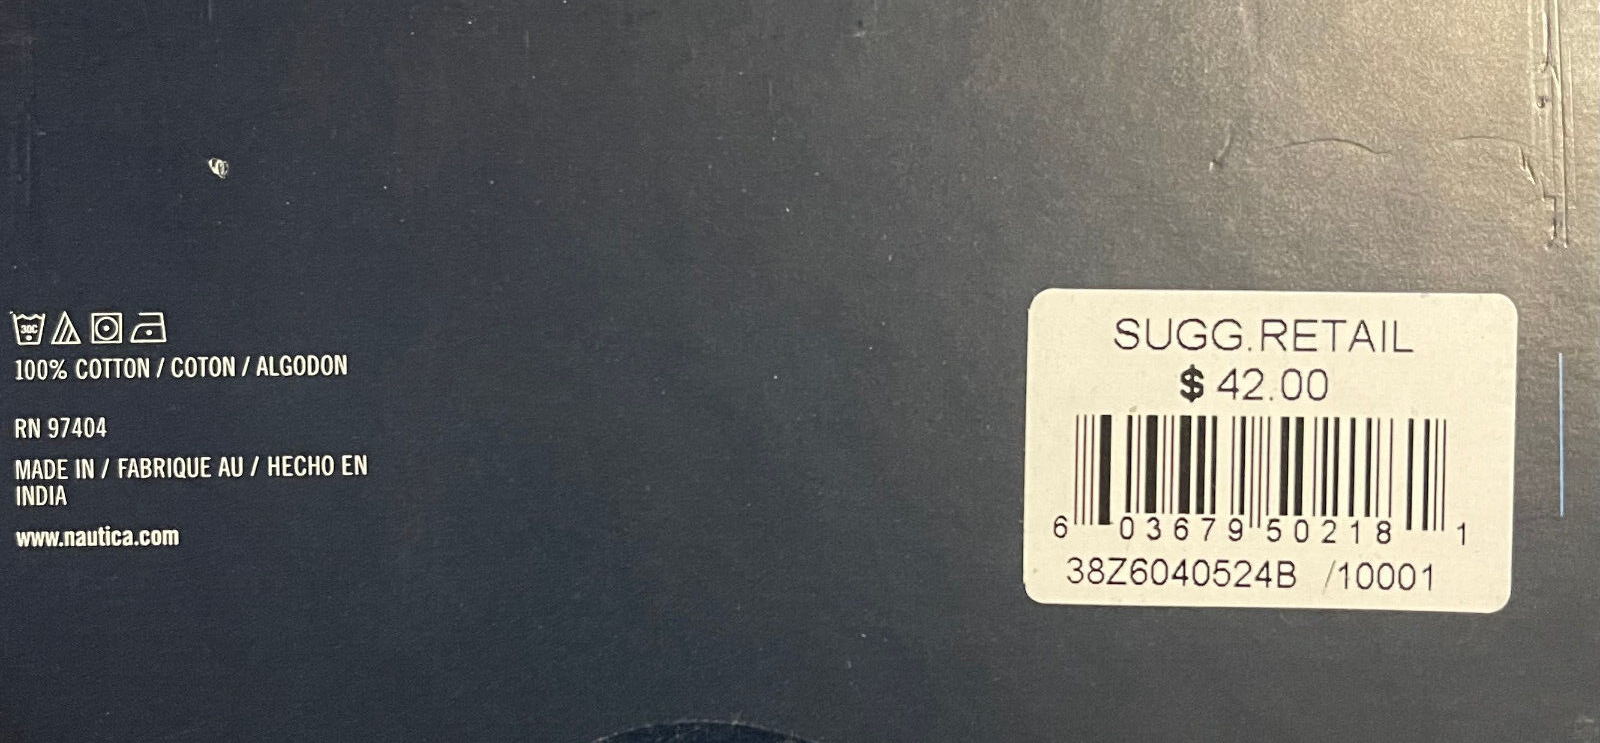 30C
100% COTTON / COTON / ALGODON
RN 97404
MADE IN / FABRIQUE AU / HECHO EN
INDIA
www.nautica.com
SUGG.RETAIL
$ 42.00
6 03679 50218 1
38Z6040524B /10001